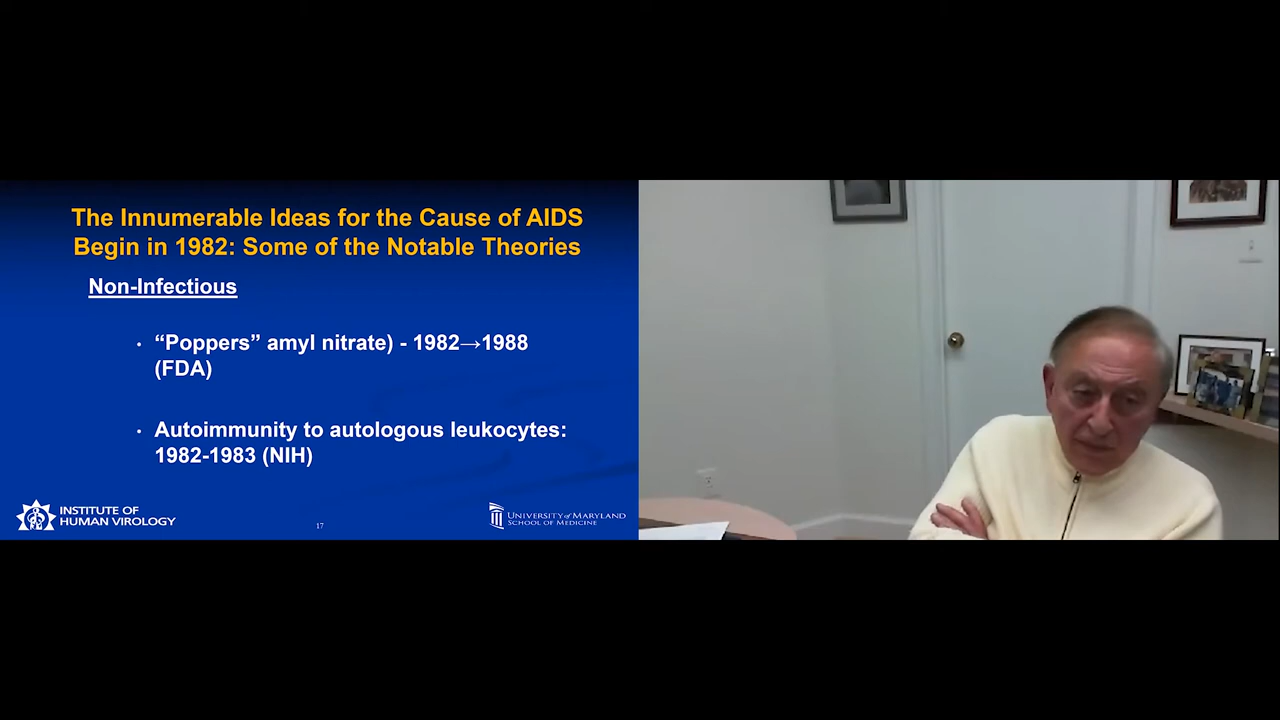 The Innumerable Ideas for the Cause of AIDS
Begin in 1982: Some of the Notable Theories
Non-Infectious
• “Poppers” amyl nitrate) - 1982→1988
(FDA)
• Autoimmunity to autologous leukocytes:
1982-1983 (NIH)
INSTITUTE OF
HUMAN VIROLOGY
17
UNIVERSITY of MARYLAND
SCHOOL OF MEDICINE